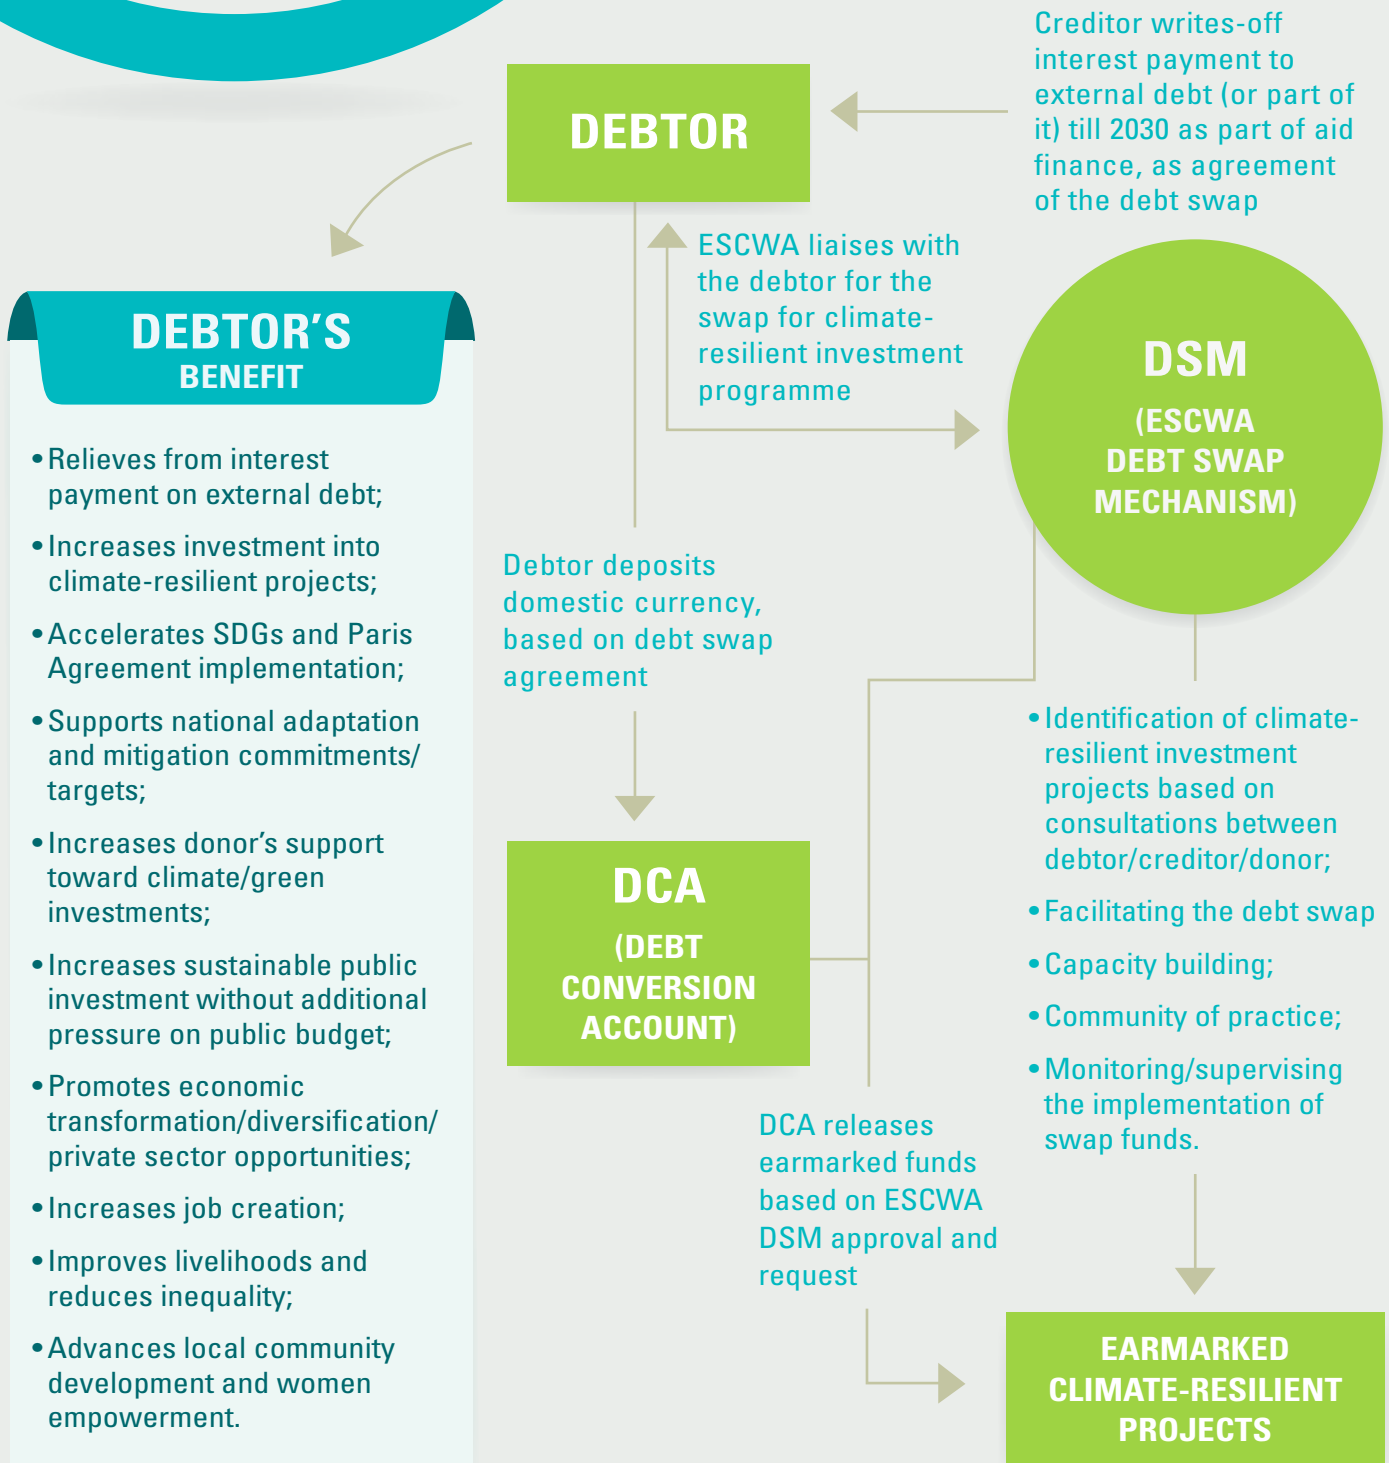 Creditor writes-off
interest payment to
external debt (or part of
it) till 2030 as part of aid
finance, as agreement
of the debt swap
DEBTOR
ESCWA liaises with
the debtor for the
swap for climate-
resilient investment
programme
DSM
(ESCWA
DEBT SWAP
MECHANISM)
DEBTOR'S
BENEFIT
•Relieves from interest
payment on external debt;
•Increases investment into
climate-resilient projects;
•Accelerates SDGs and Paris
Agreement implementation;
•Supports national adaptation
and mitigation commitments/
targets;
•Increases donor's support
toward climate/green
investments;
•Increases sustainable public
investment without additional
pressure on public budget;
•Promotes economic
transformation/diversification/
private sector opportunities;
•Increases job creation;
•Improves livelihoods and
reduces inequality;
•Advances local community
development and women
empowerment.
Debtor deposits
domestic currency,
based on debt swap
agreement
DCA
(DEBT
CONVERSION
ACCOUNT)
DCA releases
earmarked funds
based on ESCWA
DSM approval and
request
•Identification of climate-
resilient investment
projects based on
consultations between
debtor/creditor/donor;
•Facilitating the debt swap
•Capacity building;
•Community of practice;
•Monitoring/supervising
the implementation of
swap funds.
EARMARKED
CLIMATE-RESILIENT
PROJECTS